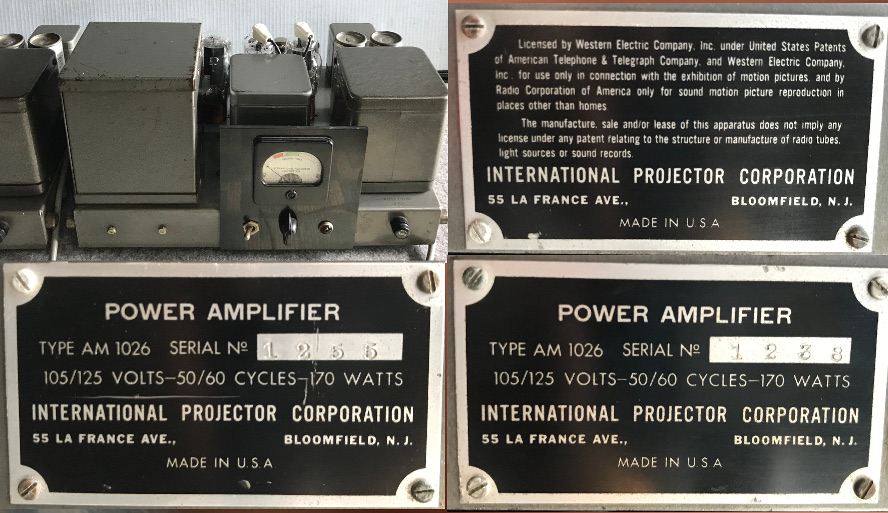 Licensed by Western Electric Company, Inc. under United States Patents
of American Telephone & Telegraph Company, and Western Electric Company,
Inc., for use only in connection with the exhibition of motion pictures, and by
Radio Corporation of America only for sound motion picture reproduction in
places other than homes
The manufacture, sale and/or lease of this apparatus does not imply any
license under any patent relating to the structure or manufacture of radio tubes,
light sources or sound records.
INTERNATIONAL PROJECTOR CORPORATION
55 LA FRANCE AVE., BLOOMFIELD, N.J.
MADE IN U.S.A
POWER AMPLIFIER
TYPE AM 1026 SERIAL Nº 1255
105/125 VOLTS-50/60 CYCLES-170 WATTS
INTERNATIONAL PROJECTOR CORPORATION
55 LA FRANCE AVE., BLOOMFIELD, N.J.
MADE IN U.S.A
POWER AMPLIFIER
TYPE AM 1026 SERIAL Nº 1238
105/125 VOLTS-50/60 CYCLES-170 WATTS
INTERNATIONAL PROJECTOR CORPORATION
55 LA FRANCE AVE., BLOOMFIELD, N.J.
MADE IN U.S.A